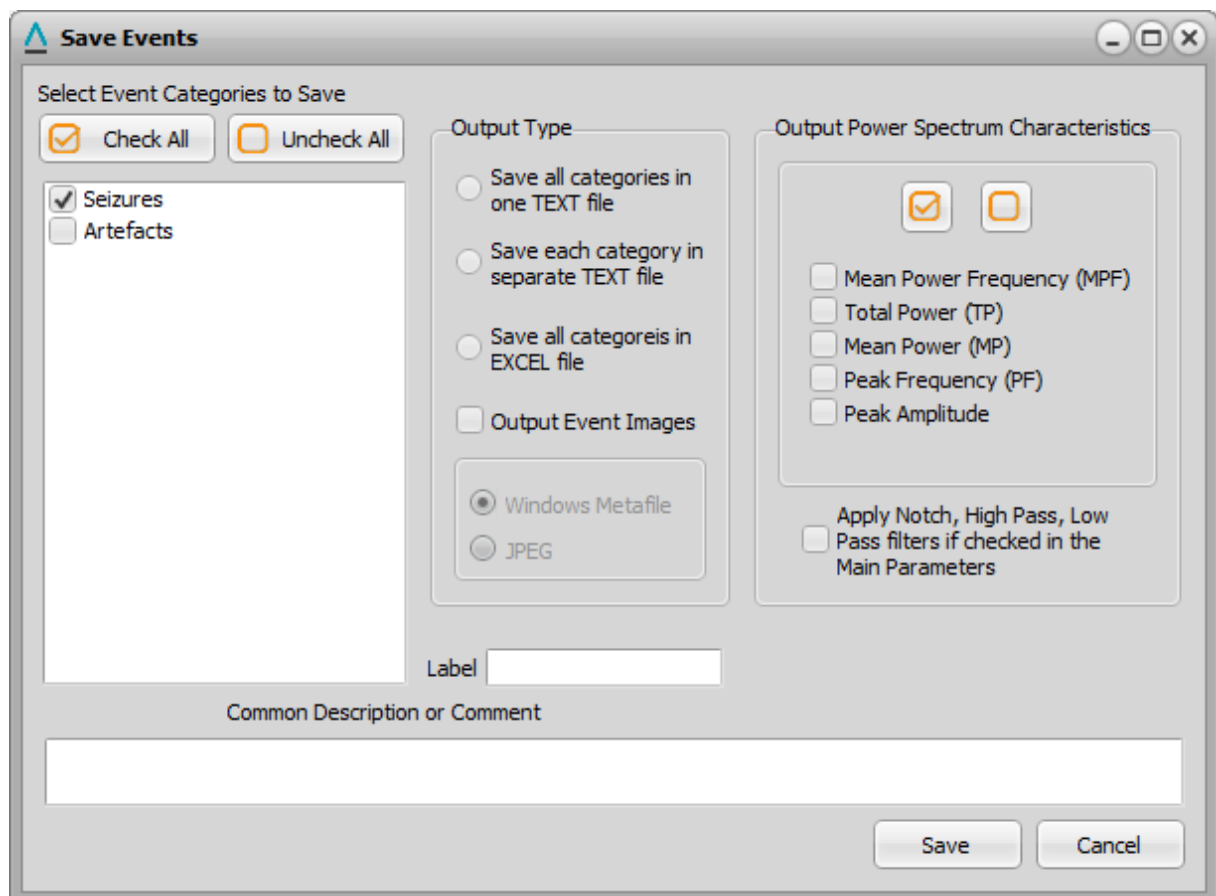 Save Events
Select Event Categories to Save
Check All
Uncheck All
Seizures
Artefacts
Output Type
Save all categories in
one TEXT file
Save each category in
separate TEXT file
Save all categoreis in
EXCEL file
Output Event Images
Windows Metafile
JPEG
Output Power Spectrum Characteristics
Mean Power Frequency (MPF)
Total Power (TP)
Mean Power (MP)
Peak Frequency (PF)
Peak Amplitude
Apply Notch, High Pass, Low
Pass filters if checked in the
Main Parameters
Label
Common Description or Comment
Save
Cancel